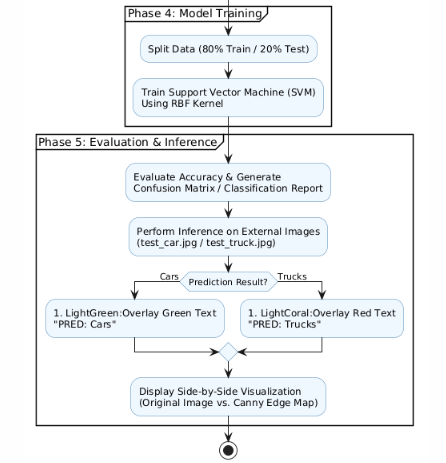 Phase 4: Model Training
Split Data (80% Train / 20% Test)
Train Support Vector Machine (SVM)
Using RBF Kernel
Phase 5: Evaluation & Inference
Evaluate Accuracy & Generate
Confusion Matrix / Classification Report
Perform Inference on External Images
(test_car.jpg / test_truck.jpg)
Cars
Prediction Result?
Trucks
1. LightGreen:Overlay Green Text
"PRED: Cars"
1. LightCoral:Overlay Red Text
"PRED: Trucks"
Display Side-by-Side Visualization
(Original Image vs. Canny Edge Map)